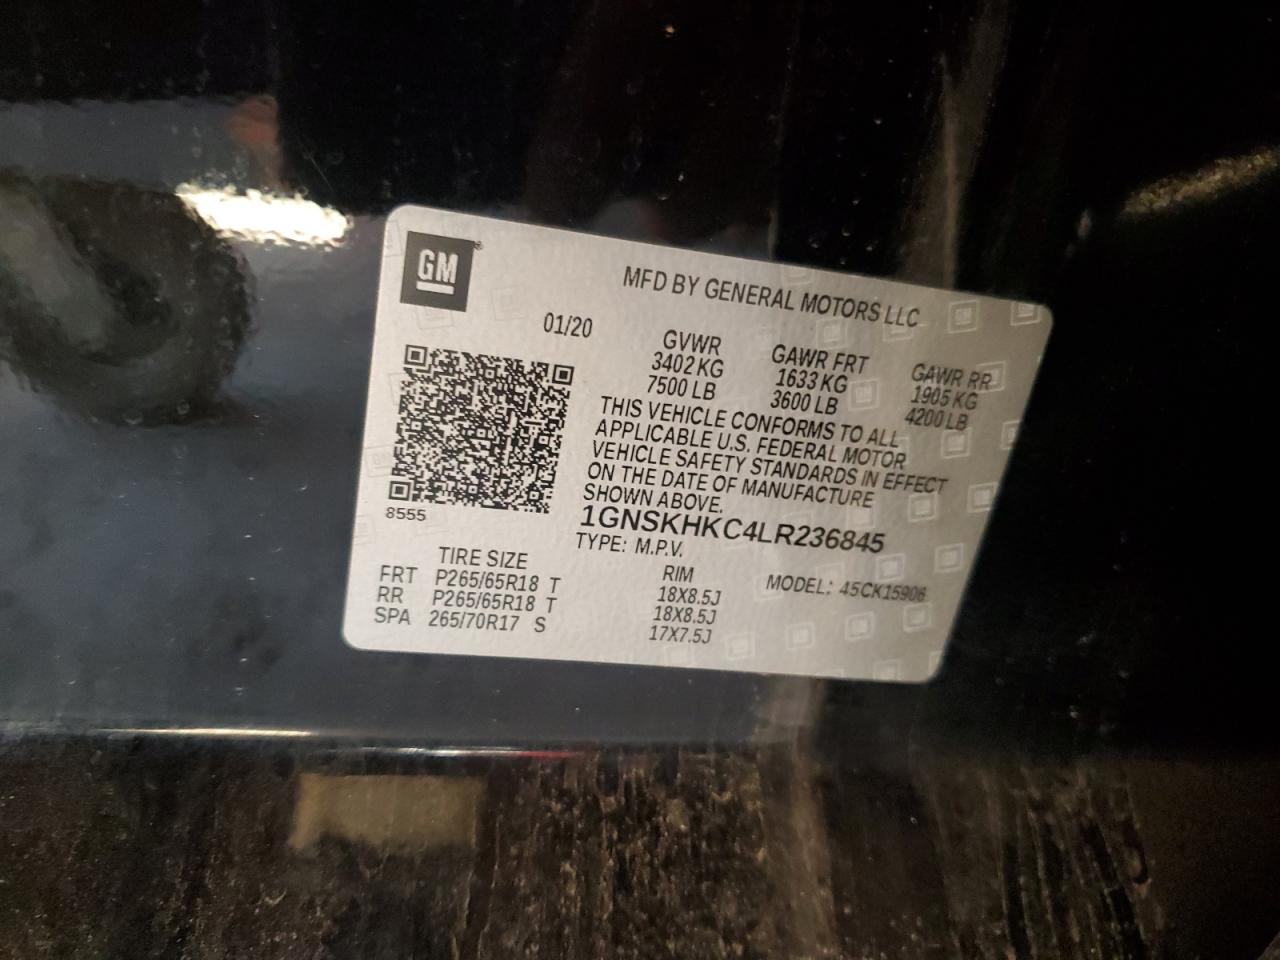 GM
MFD BY GENERAL MOTORS LLC
01/20
GVWR
3402 KG
7500 LB
GAWR FRT
1633 KG
3600 LB
GAWR RR
1905 KG
4200 LB
THIS VEHICLE CONFORMS TO ALL
APPLICABLE U.S. FEDERAL MOTOR
VEHICLE SAFETY STANDARDS IN EFFECT
ON THE DATE OF MANUFACTURE
SHOWN ABOVE.
8555
1GNSKHKC4LR236845
TYPE: M.P.V.
MODEL: 45CK15906
TIRE SIZE
RIM
FRT P265/65R18 T 18X8.5J
RR P265/65R18 T 18X8.5J
SPA 265/70R17 S 17X7.5J